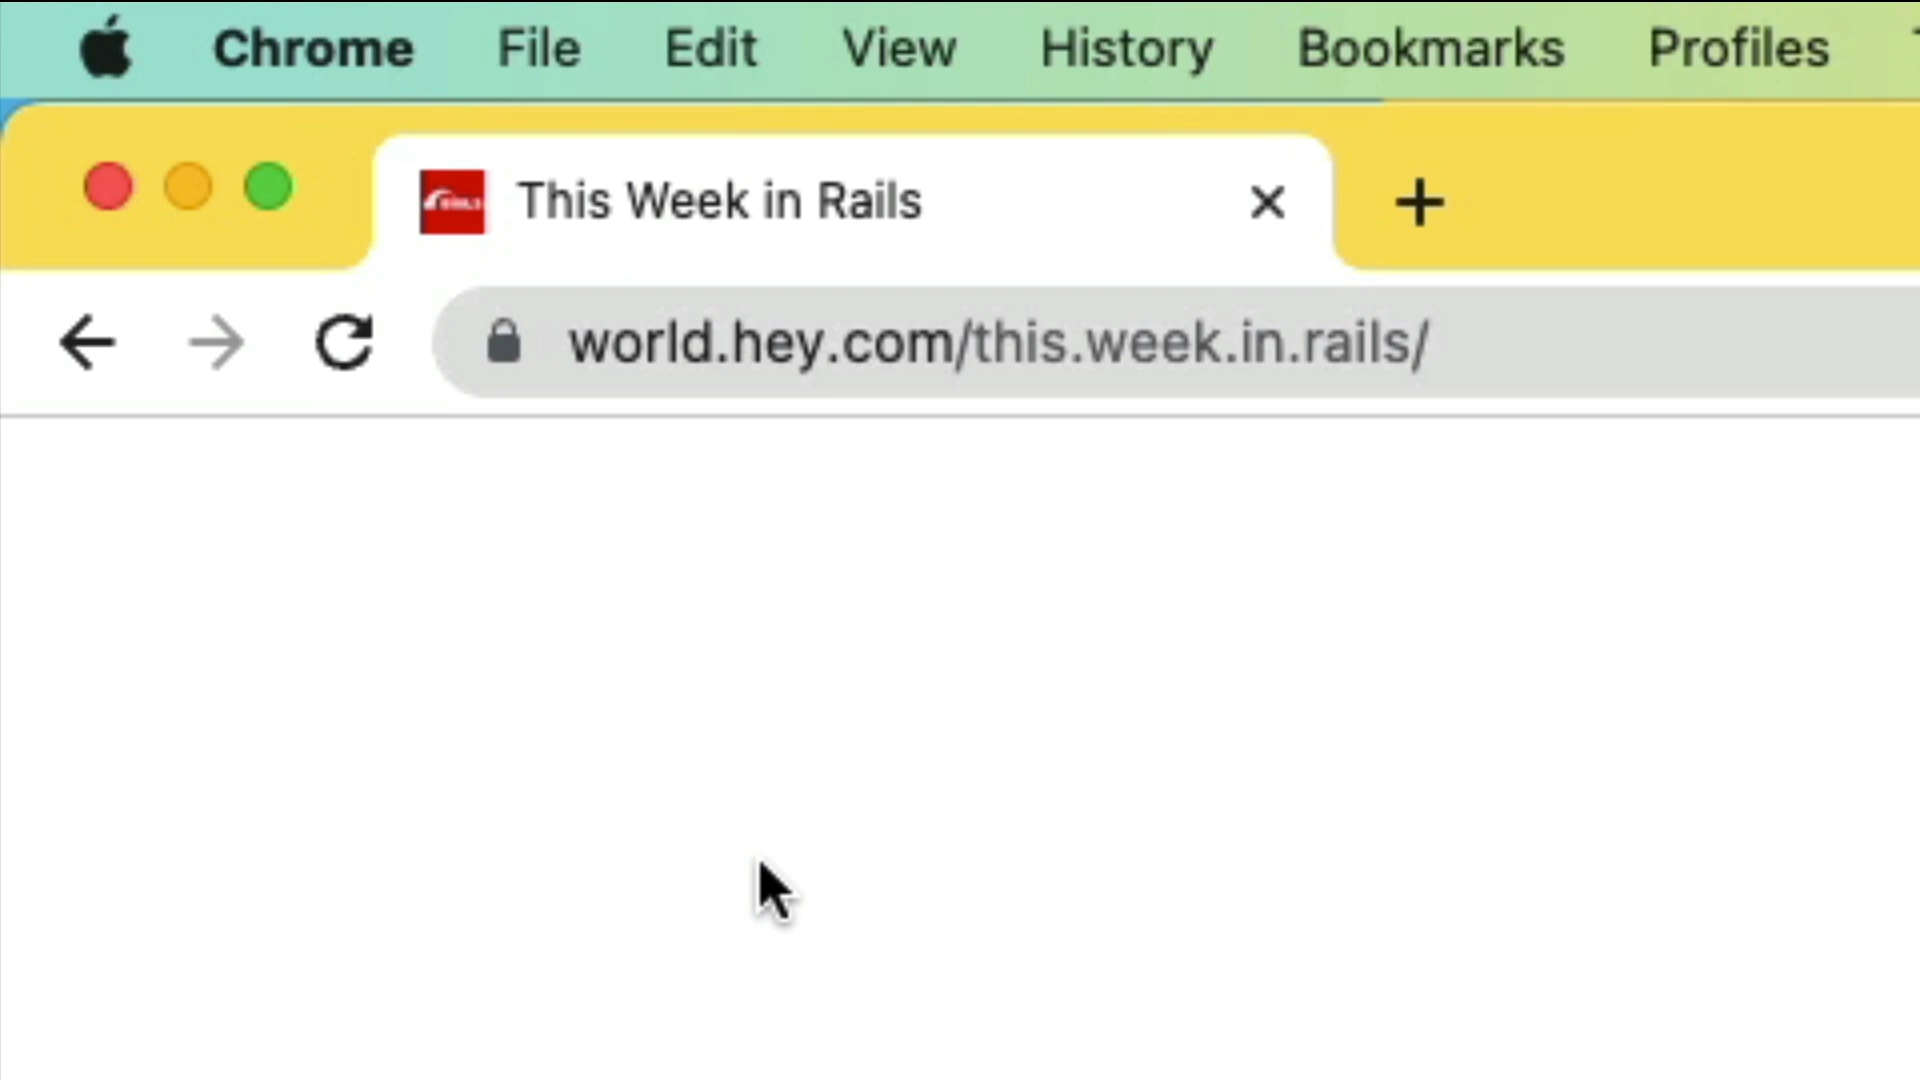 Chrome File Edit View History Bookmarks Profiles
This Week in Rails
world.hey.com/this.week.in.rails/